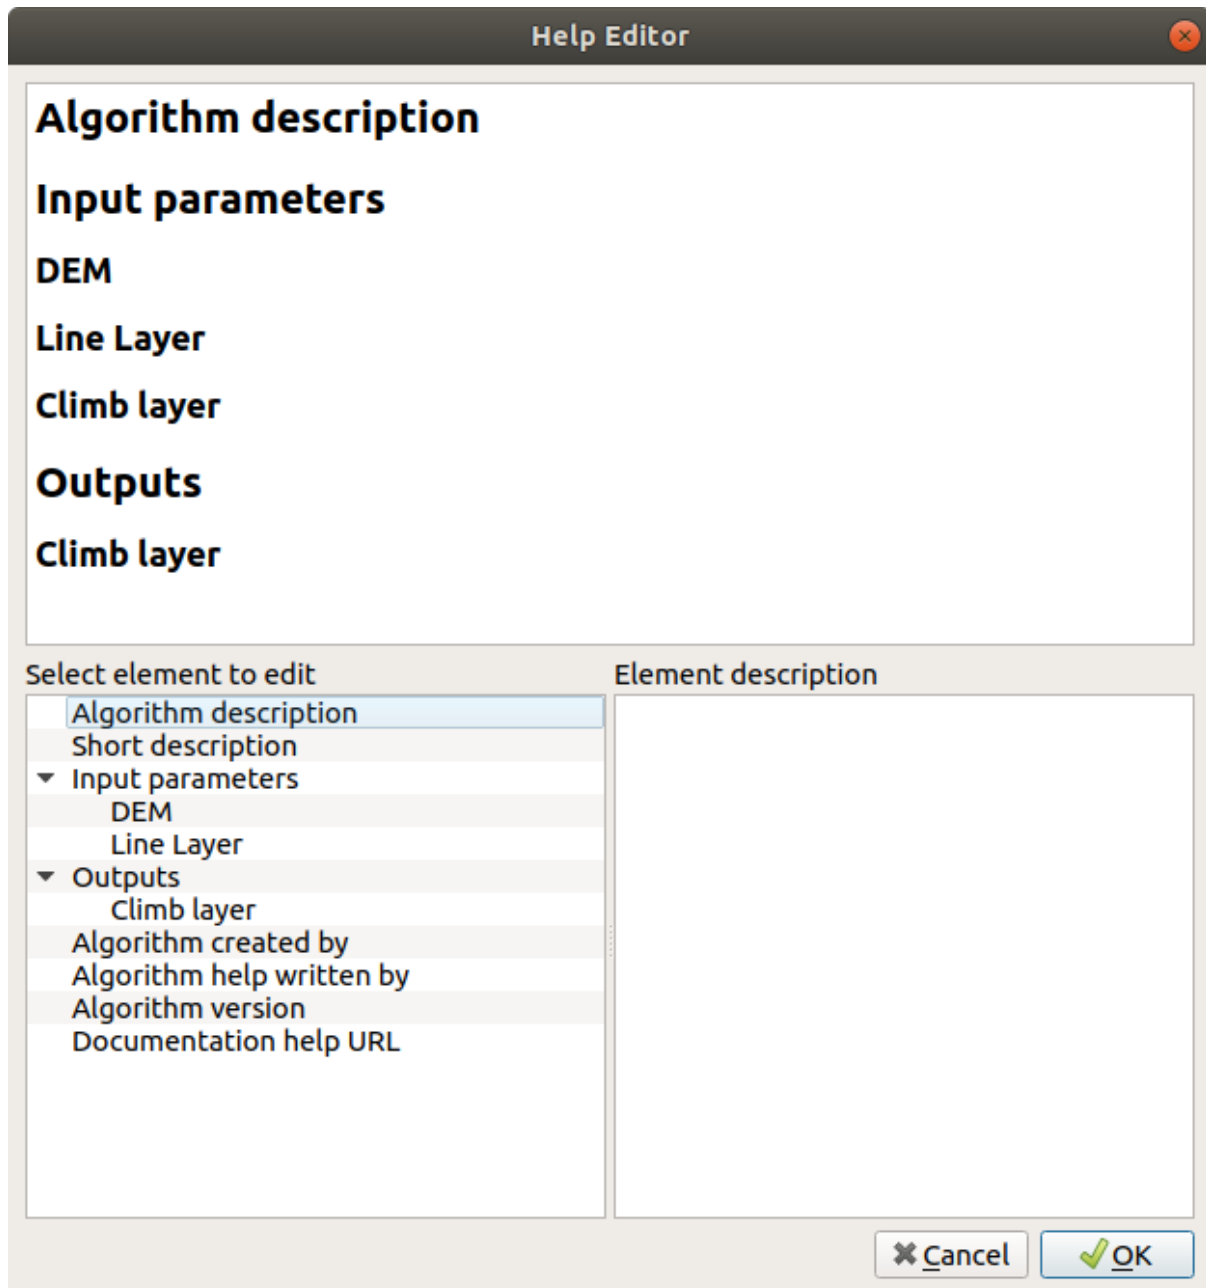 Help Editor
Algorithm description
Input parameters
DEM
Line Layer
Climb layer
Outputs
Climb layer
Select element to edit
Algorithm description
Short description
Input parameters
DEM
Line Layer
Outputs
Climb layer
Algorithm created by
Algorithm help written by
Algorithm version
Documentation help URL
Element description
Cancel
OK